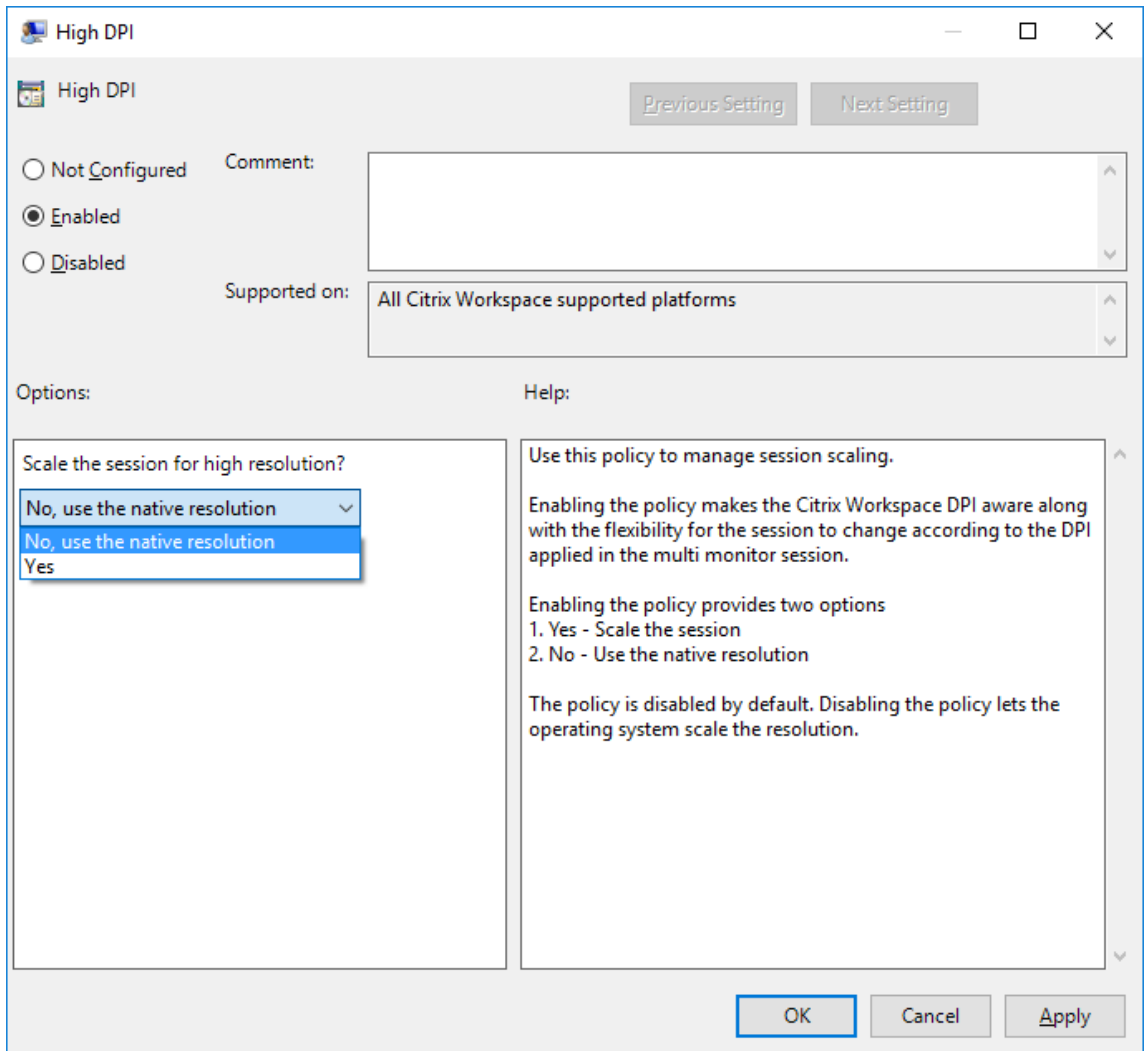 High DPI
High DPI
Previous Setting
Next Setting
Not Configured
Comment:
Enabled
Disabled
Supported on:
All Citrix Workspace supported platforms
Options:
Help:
Scale the session for high resolution?
No, use the native resolution
No, use the native resolution
Yes
Use this policy to manage session scaling.
Enabling the policy makes the Citrix Workspace DPI aware along
with the flexibility for the session to change according to the DPI
applied in the multi monitor session.
Enabling the policy provides two options
1. Yes - Scale the session
2. No - Use the native resolution
The policy is disabled by default. Disabling the policy lets the
operating system scale the resolution.
OK
Cancel
Apply